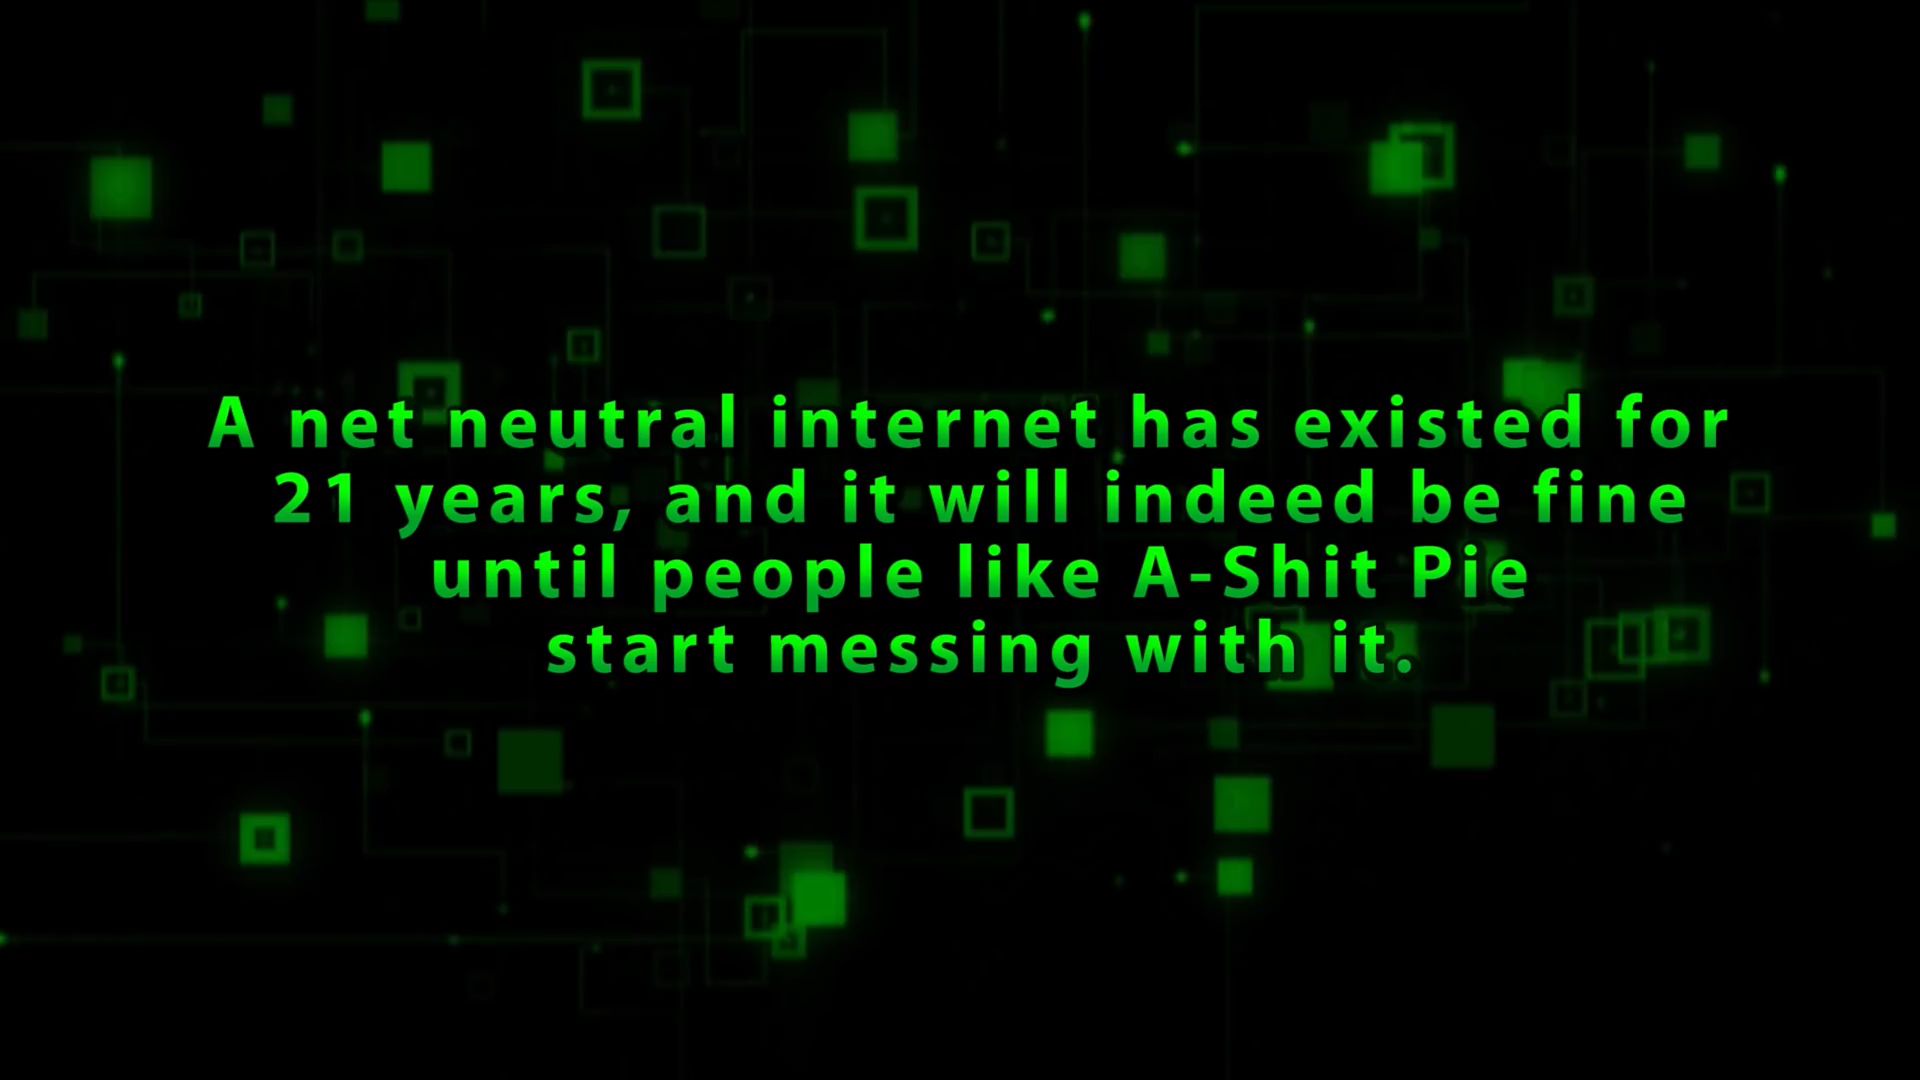 A net neutral internet has existed for
21 years, and it will indeed be fine
until people like A-Shit Pie
start messing with it.